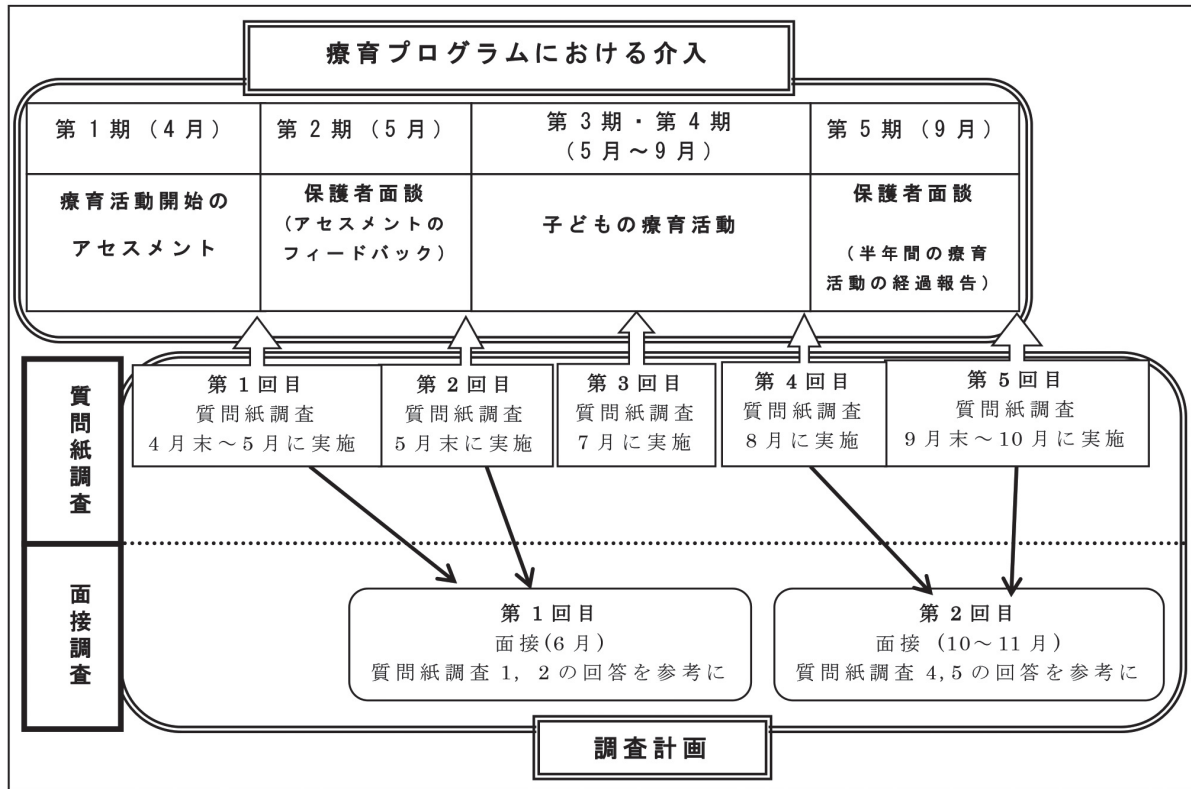 療育プログラムにおける介入
第1期（4月）
第2期（5月）
第3期・第4期
（5月～9月）
第5期（9月）
療育活動開始の
アセスメント
保護者面談
（アセスメントの
フィードバック）
子どもの療育活動
保護者面談
（半年間の療育
活動の経過報告）
質問紙調査
第1回目
質問紙調査
4月末～5月に実施
第2回目
質問紙調査
5月末に実施
第3回目
質問紙調査
7月に実施
第4回目
質問紙調査
8月に実施
第5回目
質問紙調査
9月末～10月に実施
面接調査
第1回目
面接(6月)
質問紙調査1, 2の回答を参考に
第2回目
面接 (10～11月)
質問紙調査4,5の回答を参考に
調査計画